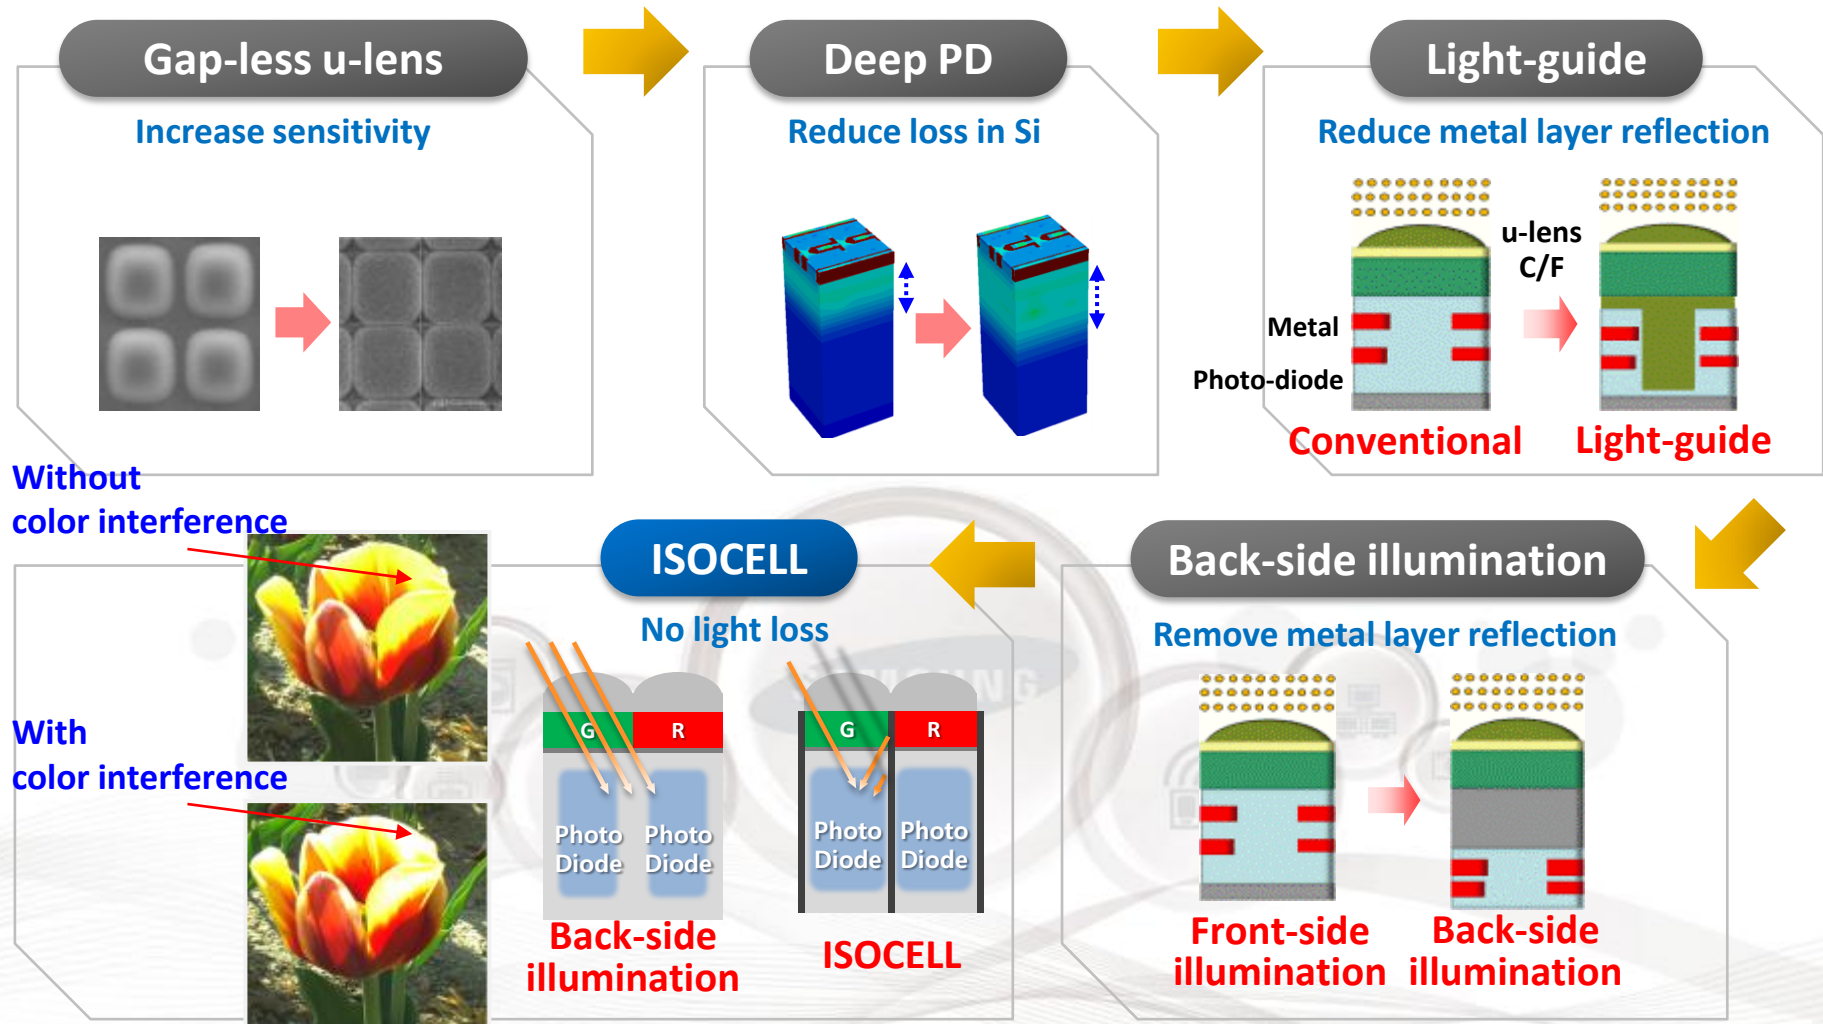 Gap-less u-lens
Increase sensitivity
Deep PD
Reduce loss in Si
Light-guide
Reduce metal layer reflection
u-lens
C/F
Metal
Photo-diode
Conventional
Light-guide
Without
color interference
With
color interference
ISOCELL
No light loss
G
R
Photo
Diode
Photo
Diode
Back-side
illumination
G
R
Photo
Diode
Photo
Diode
ISOCELL
SAMSUNG
Back-side illumination
Remove metal layer reflection
Front-side
illumination
Back-side
illumination